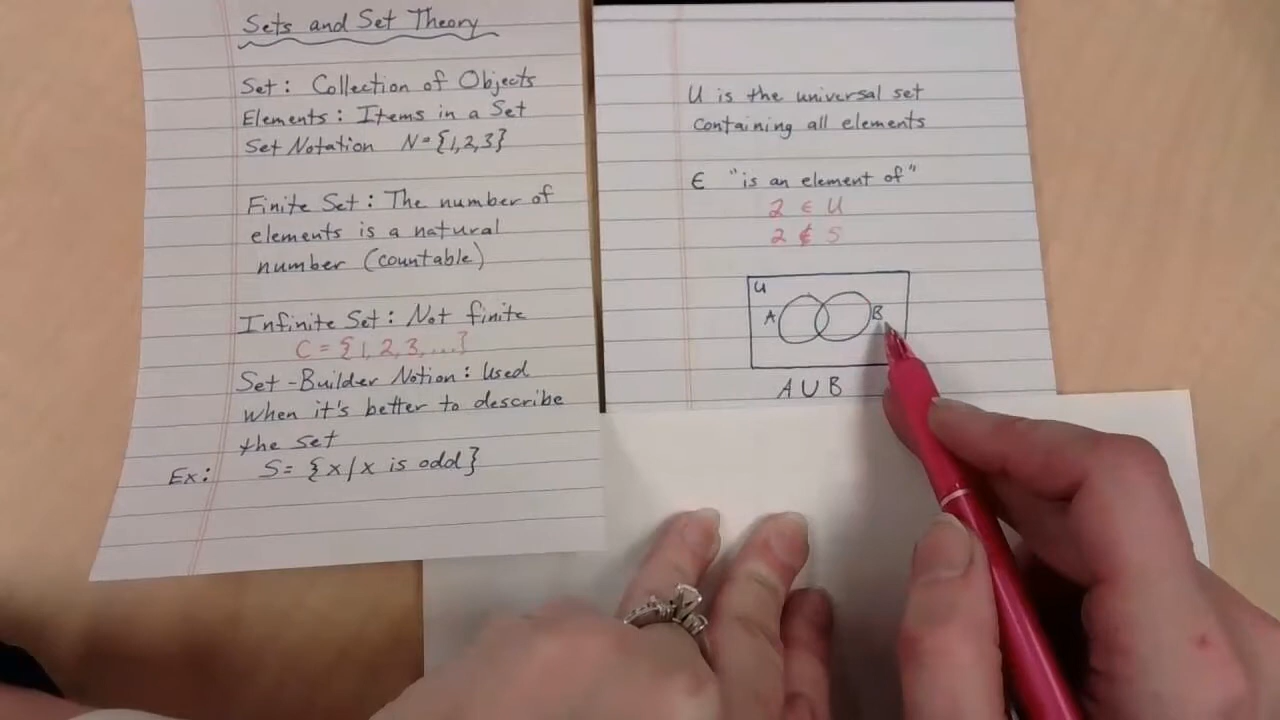 Sets and Set Theory
Set: Collection of Objects
Elements: Items in a Set
Set Notation N={1,2,3}
Finite Set: The number of
elements is a natural
number (countable)
Infinite Set: Not finite
C = {1, 2, 3, ...}
Set-Builder Notion: Used
when it's better to describe
the set
Ex: S= {x/x is odd}
U is the universal set
containing all elements
∈ "is an element of"
2 ∈ U
2 ∉ S
U
A B
A U B